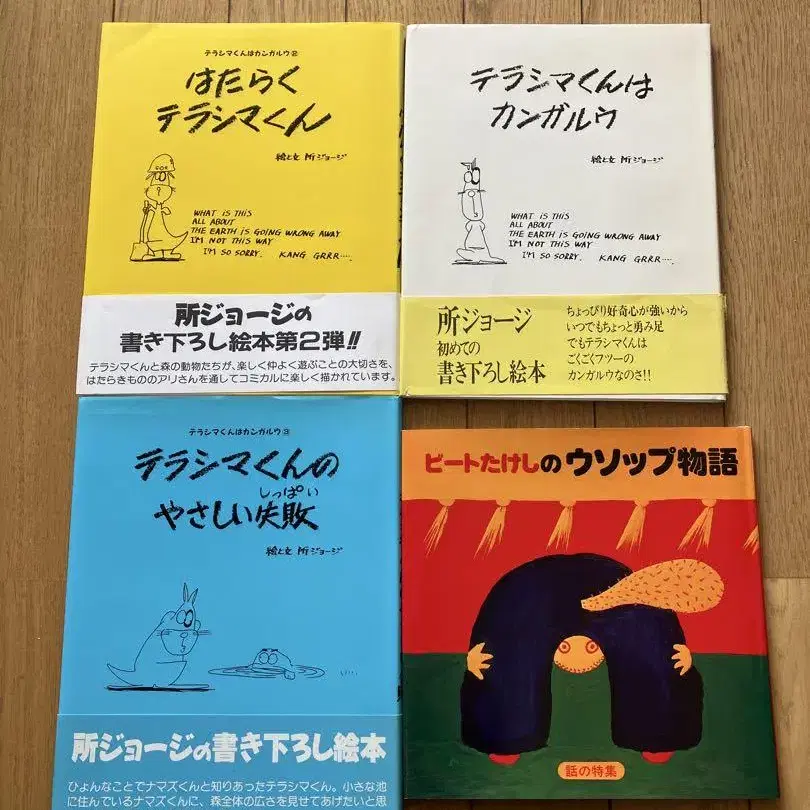 テラシマくんはカンガルウ②
はたらく
テラシマくん
絵と文 所ジョージ
WHAT IS THIS
ALL ABOUT
THE EARTH IS GOING WRONG AWAY
I'M NOT THIS WAY
I'M SO SORRY. KANG GRRR....
所ジョージの
書き下ろし絵本第2弾!!
テラシマくんと森の動物たちが、楽しく仲よく遊ぶことの大切さを、
はたらきもののアリさんを通してコミカルに楽しく描かれています。
テラシマくんは
カンガルウ
絵と文 所ジョージ
WHAT IS THIS
ALL ABOUT
THE EARTH IS GOING WRONG AWAY
I'M NOT THIS WAY
I'M SO SORRY. KANG GRRR....
所ジョージ
初めての
書き下ろし絵本
ちょっぴり好奇心が強いから
いつでもちょっと勇み足
でもテラシマくんは
ごくごくフツーの
カンガルウなのさ!!
テラシマくんはカンガルウ③
テラシマくんの
しっぱい
やさしい失敗
絵と文 所ジョージ
所ジョージの書き下ろし絵本
ひょんなことでナマズくんと知りあったテラシマくん。小さな池
に住んでいるナマズくんに、森全体の広さを見せてあげたいと思
ビートたけしのウソップ物語
話の特集